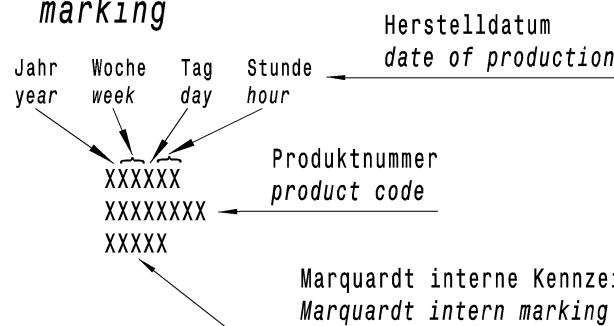 marking
Herstelldatum
date of production
Jahr Woche Tag Stunde
year week day hour
XXXXXX
Produktnummer
product code
XXXXXXXX
XXXXX
Marquardt interne
Marquardt intern marking